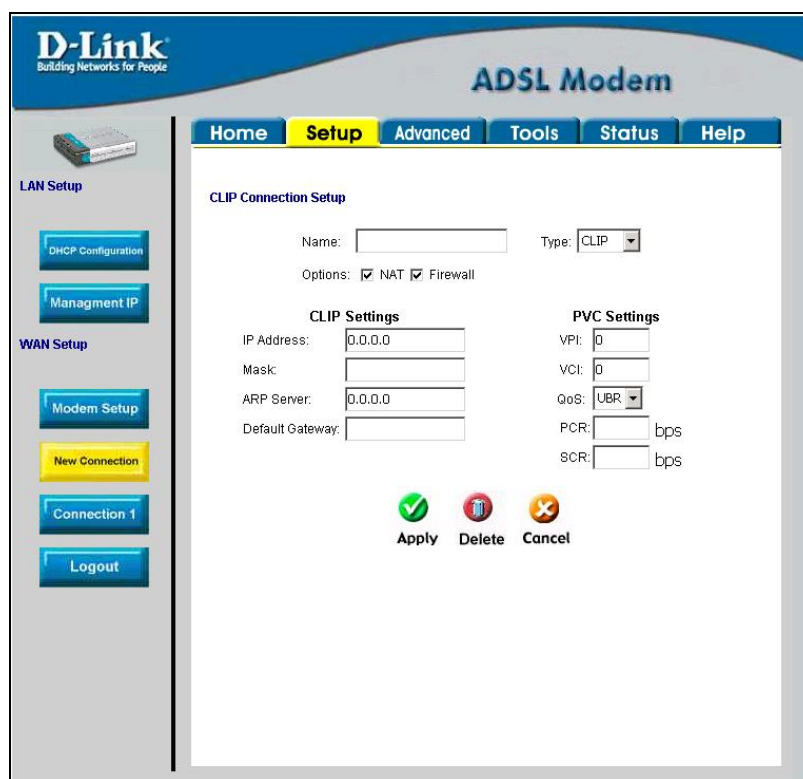 D-Link
Building Networks for People
ADSL Modem
Home Setup Advanced Tools Status Help
LAN Setup
DHCP Configuration
Managment IP
WAN Setup
Modem Setup
New Connection
Connection 1
Logout
CLIP Connection Setup
Name: Type: CLIP
Options: NAT Firewall
CLIP Settings PVC Settings
IP Address: 0.0.0.0 VPI: 0
Mask: VCI: 0
ARP Server: 0.0.0.0 QoS: UBR
Default Gateway: PCR: bps
SCR: bps
Apply Delete Cancel